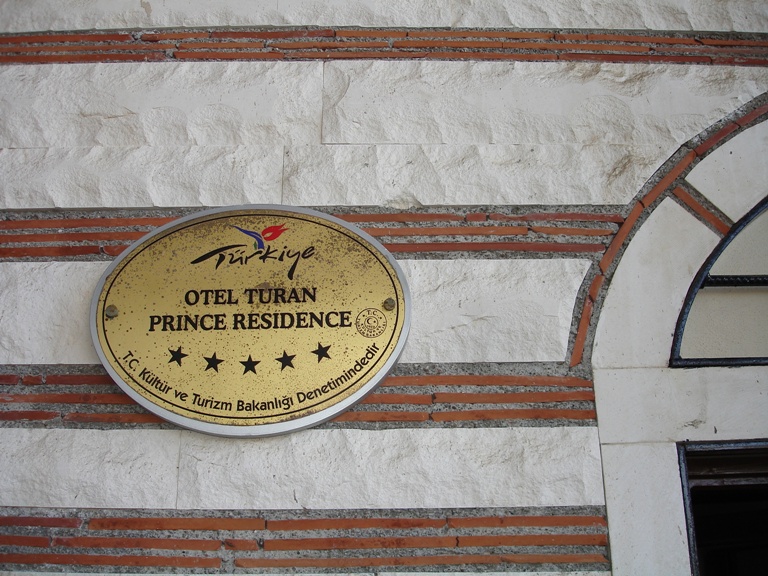 Türkiye
OTEL TURAN
PRINCE RESIDENCE
T.C. Kültür ve Turizm Bakanlığı Denetimindedir
T.C.